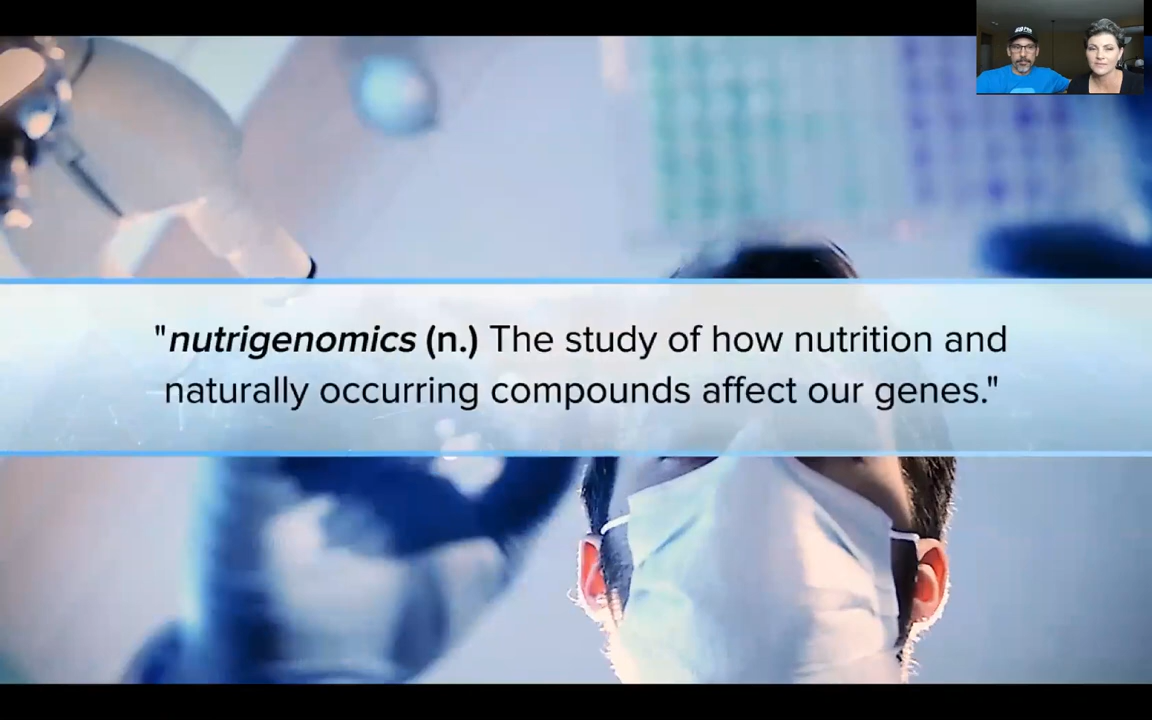 "nutrigenomics (n.) The study of how nutrition and
naturally occurring compounds affect our genes."